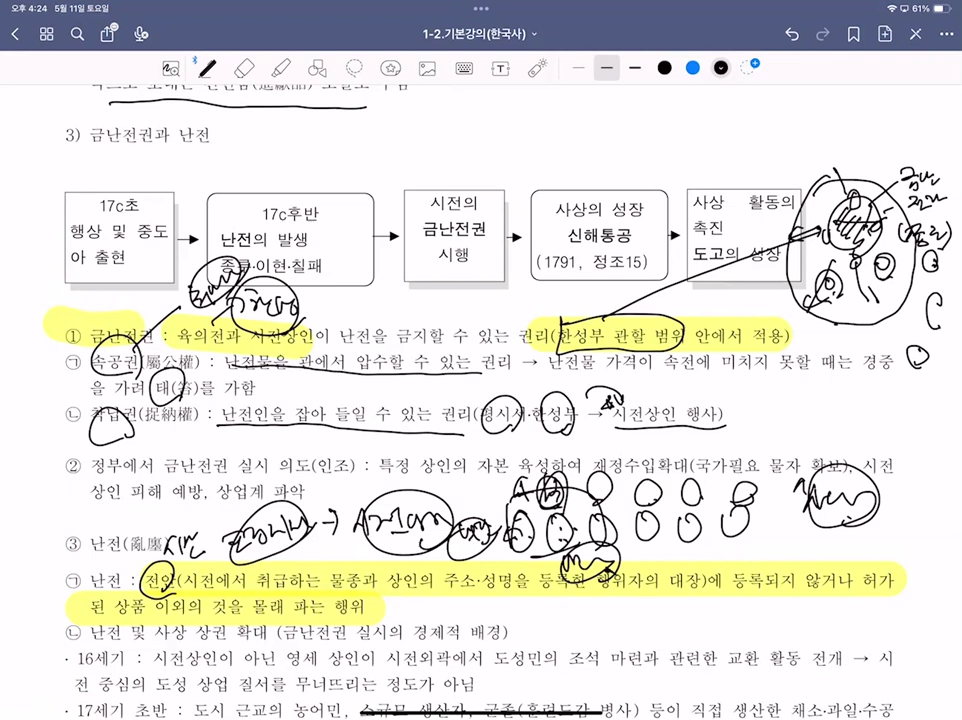 오후 4:24 5월 11일 토요일
61%
1-2.기본강의(한국사)
3) 금난전권과 난전
17c초
행상 및 중도
아 출현
17c후반
난전의 발생
이현·칠패
시전의
금난전권
시행
사상의 성장
신해통공
(1791, 정조15)
사상 활동의
촉진
도고의 성장
① 금난전권 : 육의전과 시전상인이 난전을 금지할 수 있는 권리(한성부 관할 범위 안에서 적용)
㉠ 속공권(屬公權) : 난전물을 관에서 압수할 수 있는 권리 → 난전물 가격이 속전에 미치지 못할 때는 경중
을 가려 태(笞)를 가함
㉡ 착납권(捉納權) : 난전인을 잡아 들일 수 있는 권리(평시서·한성부 → 시전상인 행사)
② 정부에서 금난전권 실시 의도(인조) : 특정 상인의 자본 육성하여 재정수입확대(국가필요 물자 확보), 시전
상인 피해 예방, 상업계 파악
시전상인
③ 난전(亂廛)
㉠ 난전 : 전안(시전에서 취급하는 물종과 상인의 주소·성명을 등록한 행위자의 대장)에 등록되지 않거나 허가
된 상품 이외의 것을 몰래 파는 행위
㉡ 난전 및 사상 상권 확대 (금난전권 실시의 경제적 배경)
· 16세기 : 시전상인이 아닌 영세 상인이 시전외곽에서 도성민의 조석 마련과 관련한 교환 활동 전개 → 시
전 중심의 도성 상업 질서를 무너뜨리는 정도가 아님
· 17세기 초반 : 도시 근교의 농어민, 소규모 생산자, 군졸(훈련도감 병사) 등이 직접 생산한 채소·과일·수공